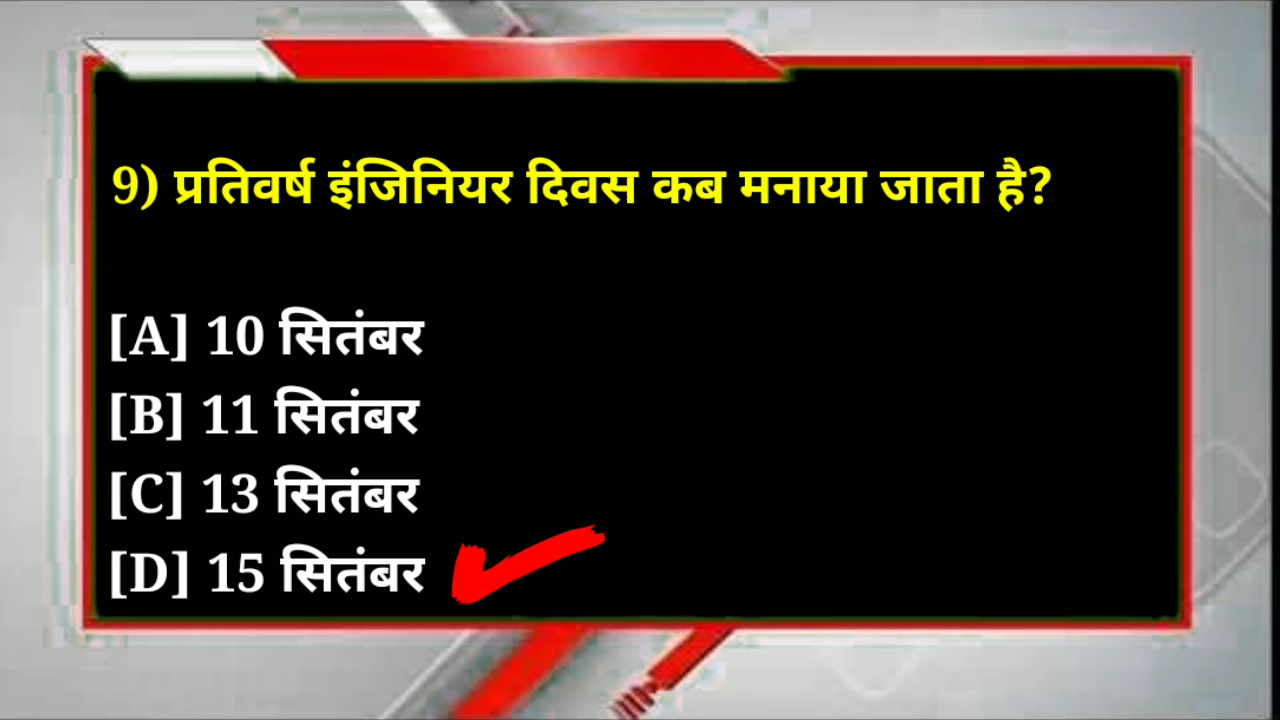 9) प्रतिवर्ष इंजिनियर दिवस कब मनाया जाता है?
[A] 10 सितंबर
[B] 11 सितंबर
[C] 13 सितंबर
[D] 15 सितंबर